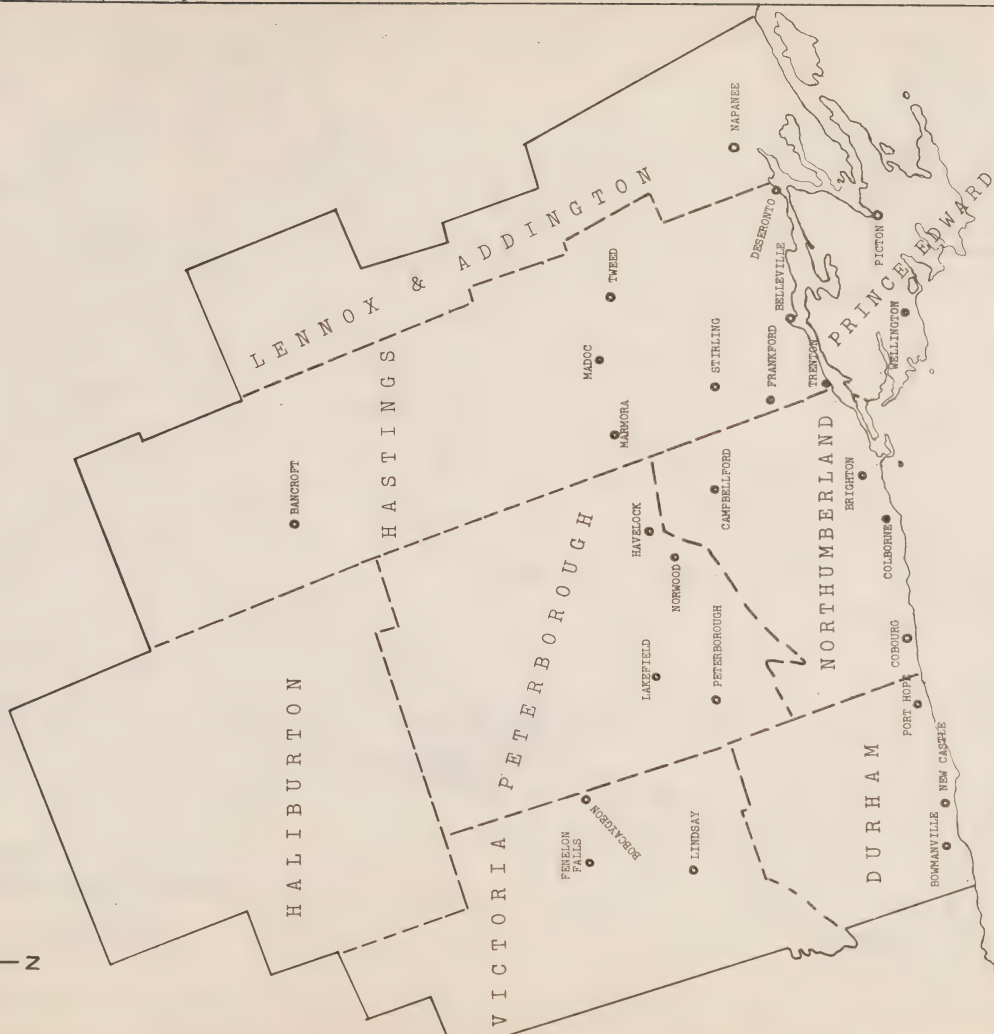 LENNOX & ADDINGTON
HASTINGS
HALIBURTON
PETERBOROUGH
VICTORIA
NORTHUMBERLAND
DURHAM
PRINCE EDWARD
NAPANEE
DESERONTO
PICTON
TWEED
BELLEVILLE
MADOC
STIRLING
FRANKFORD
TRENTON
WELLINGTON
MARMORA
BANCROFT
HAVELOCK
CAMPBELLFORD
BRIGHTON
NORWOOD
COLBORNE
LAKEFIELD
PETERBOROUGH
COBOURG
PORT HOPE
BOBCAYGEON
FENELON
FALLS
LINDSAY
NEW CASTLE
BOWMANVILLE
N